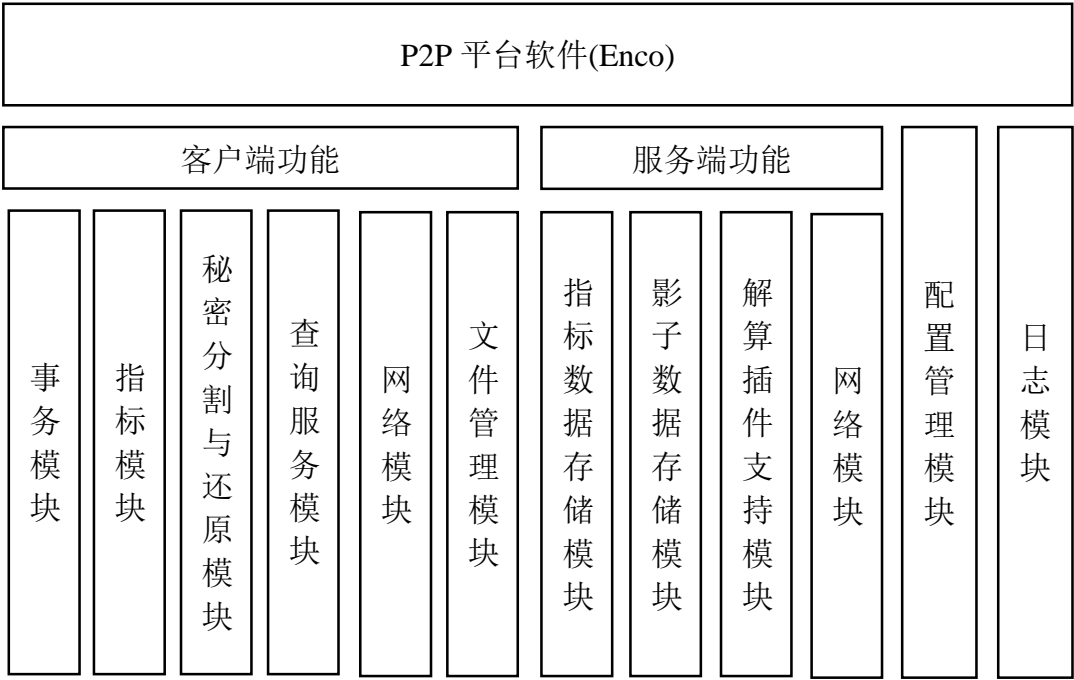 P2P 平台软件(Enco)
客户端功能
服务端功能
事务模块
指标模块
秘密分割与还原模块
查询服务模块
网络模块
文件管理模块
指标数据存储模块
影子数据存储模块
解算插件支持模块
网络模块
配置管理模块
日志模块